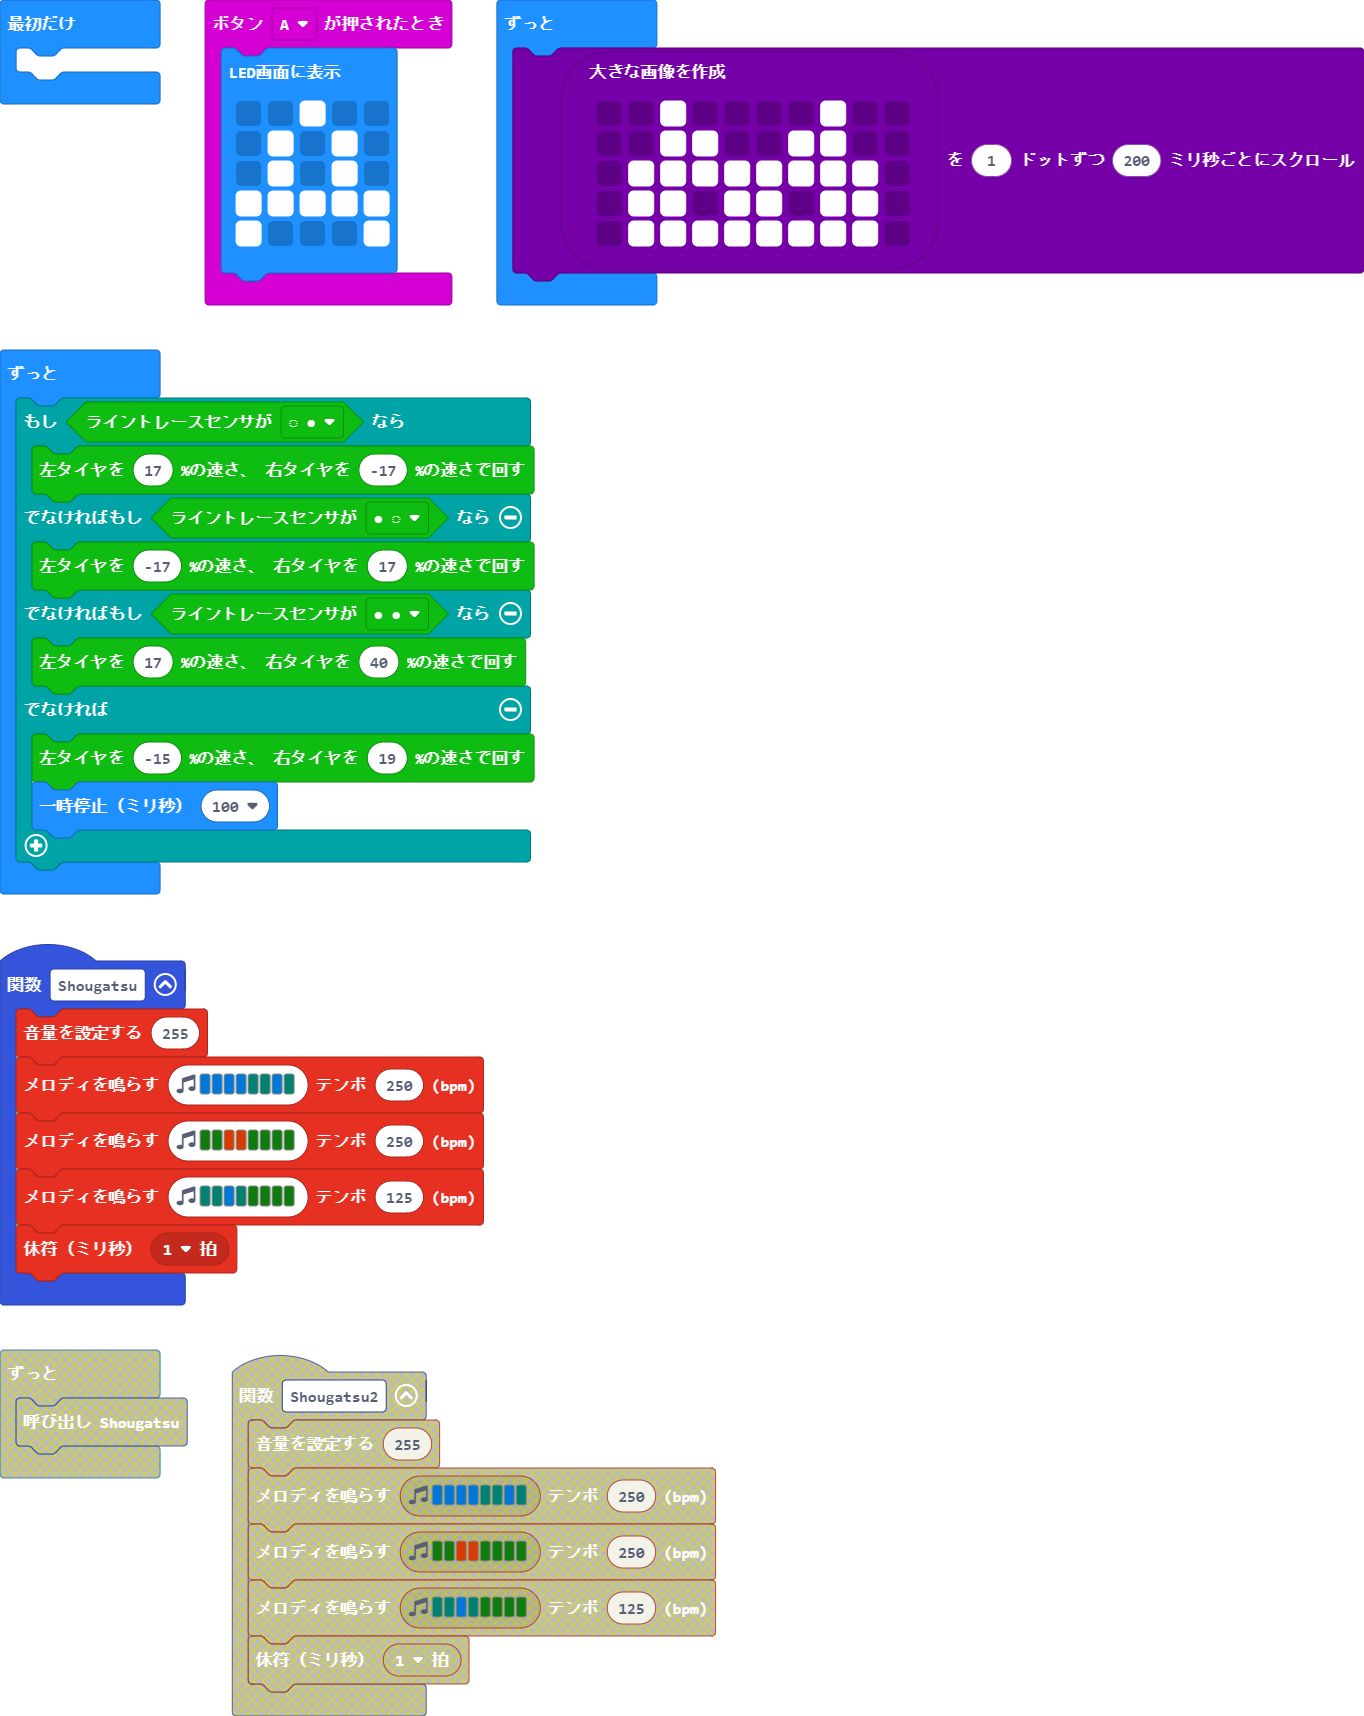 最初だけ
ボタン A が押されたとき
LED画面に表示
ずっと
大きな画像を作成
を 1 ドットずつ 200 ミリ秒ごとにスクロール
ずっと
もし ライントレースセンサが ◌ ● なら
左タイヤを 17 %の速さ、 右タイヤを -17 %の速さで回す
でなければもし ライントレースセンサが ● ◌ なら
左タイヤを -17 %の速さ、 右タイヤを 17 %の速さで回す
でなければもし ライントレースセンサが ● ● なら
左タイヤを 17 %の速さ、 右タイヤを 40 %の速さで回す
でなければ
左タイヤを -15 %の速さ、 右タイヤを 19 %の速さで回す
一時停止（ミリ秒） 100
関数 Shougatsu
音量を設定する 255
メロディを鳴らす テンポ 250 (bpm)
メロディを鳴らす テンポ 250 (bpm)
メロディを鳴らす テンポ 125 (bpm)
休符（ミリ秒） 1 拍
ずっと
呼び出し Shougatsu
関数 Shougatsu2
音量を設定する 255
メロディを鳴らす テンポ 250 (bpm)
メロディを鳴らす テンポ 250 (bpm)
メロディを鳴らす テンポ 125 (bpm)
休符（ミリ秒） 1 拍